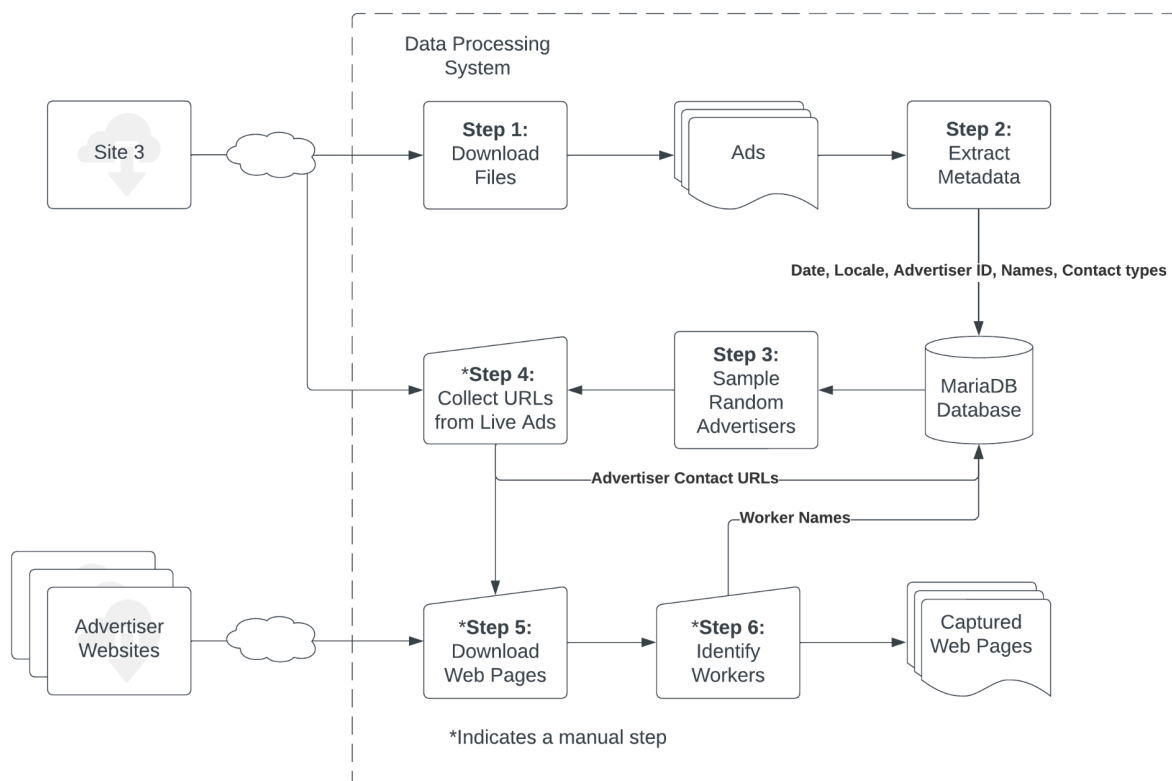 Data Processing
System
Site 3
Step 1:
Download
Files
Ads
Step 2:
Extract
Metadata
Date, Locale, Advertiser ID, Names, Contact types
*Step 4:
Collect URLs
from Live Ads
Step 3:
Sample
Random
Advertisers
MariaDB
Database
Advertiser Contact URLs
Worker Names
Advertiser
Websites
*Step 5:
Download
Web Pages
*Step 6:
Identify
Workers
Captured
Web Pages
*Indicates a manual step